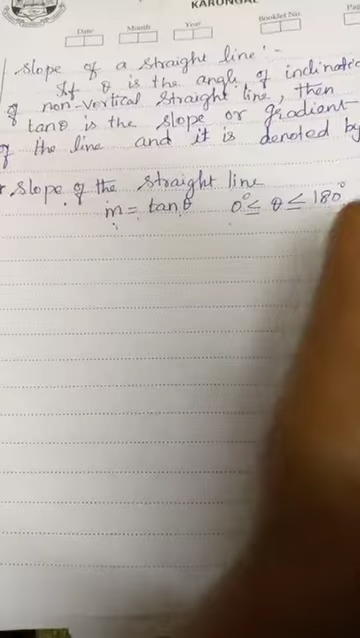 KARUNGAL
Date Month Year Booklet No.
Slope of a straight line :-
If θ is the angle of inclinatio
of non-vertical straight line, then
tanθ is the slope or gradient
of the line and it is denoted by
Slope of the straight line
m = tanθ 0° ≤ θ ≤ 180°